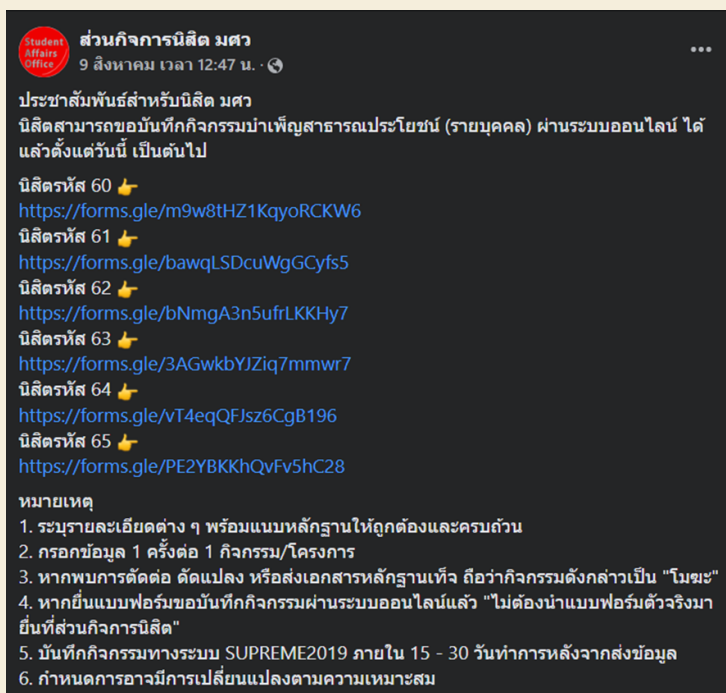 Student
Affairs
Office
ส่วนกิจการนิสิต มศว
9 สิงหาคม เวลา 12:47 น. ·
ประชาสัมพันธ์สำหรับนิสิต มศว
นิสิตสามารถขอบันทึกกิจกรรมบำเพ็ญสาธารณประโยชน์ (รายบุคคล) ผ่านระบบออนไลน์ ได้
แล้วตั้งแต่วันนี้ เป็นต้นไป
นิสิตรหัส 60 👉
https://forms.gle/m9w8tHZ1KqyoRCKW6
นิสิตรหัส 61 👉
https://forms.gle/bawqLSDcuWgGCyfs5
นิสิตรหัส 62 👉
https://forms.gle/bNmgA3n5ufrLKKHy7
นิสิตรหัส 63 👉
https://forms.gle/3AGwkbYJZiq7mmwr7
นิสิตรหัส 64 👉
https://forms.gle/vT4eqQFJsz6CgB196
นิสิตรหัส 65 👉
https://forms.gle/PE2YBKKhQvFv5hC28
หมายเหตุ
1. ระบุรายละเอียดต่าง ๆ พร้อมแนบหลักฐานให้ถูกต้องและครบถ้วน
2. กรอกข้อมูล 1 ครั้งต่อ 1 กิจกรรม/โครงการ
3. หากพบการตัดต่อ ดัดแปลง หรือส่งเอกสารหลักฐานเท็จ ถือว่ากิจกรรมดังกล่าวเป็น "โมฆะ"
4. หากยื่นแบบฟอร์มขอบันทึกกิจกรรมผ่านระบบออนไลน์แล้ว "ไม่ต้องนำแบบฟอร์มตัวจริงมา
ยื่นที่ส่วนกิจการนิสิต"
5. บันทึกกิจกรรมทางระบบ SUPREME2019 ภายใน 15 - 30 วันทำการหลังจากส่งข้อมูล
6. กำหนดการอาจมีการเปลี่ยนแปลงตามความเหมาะสม